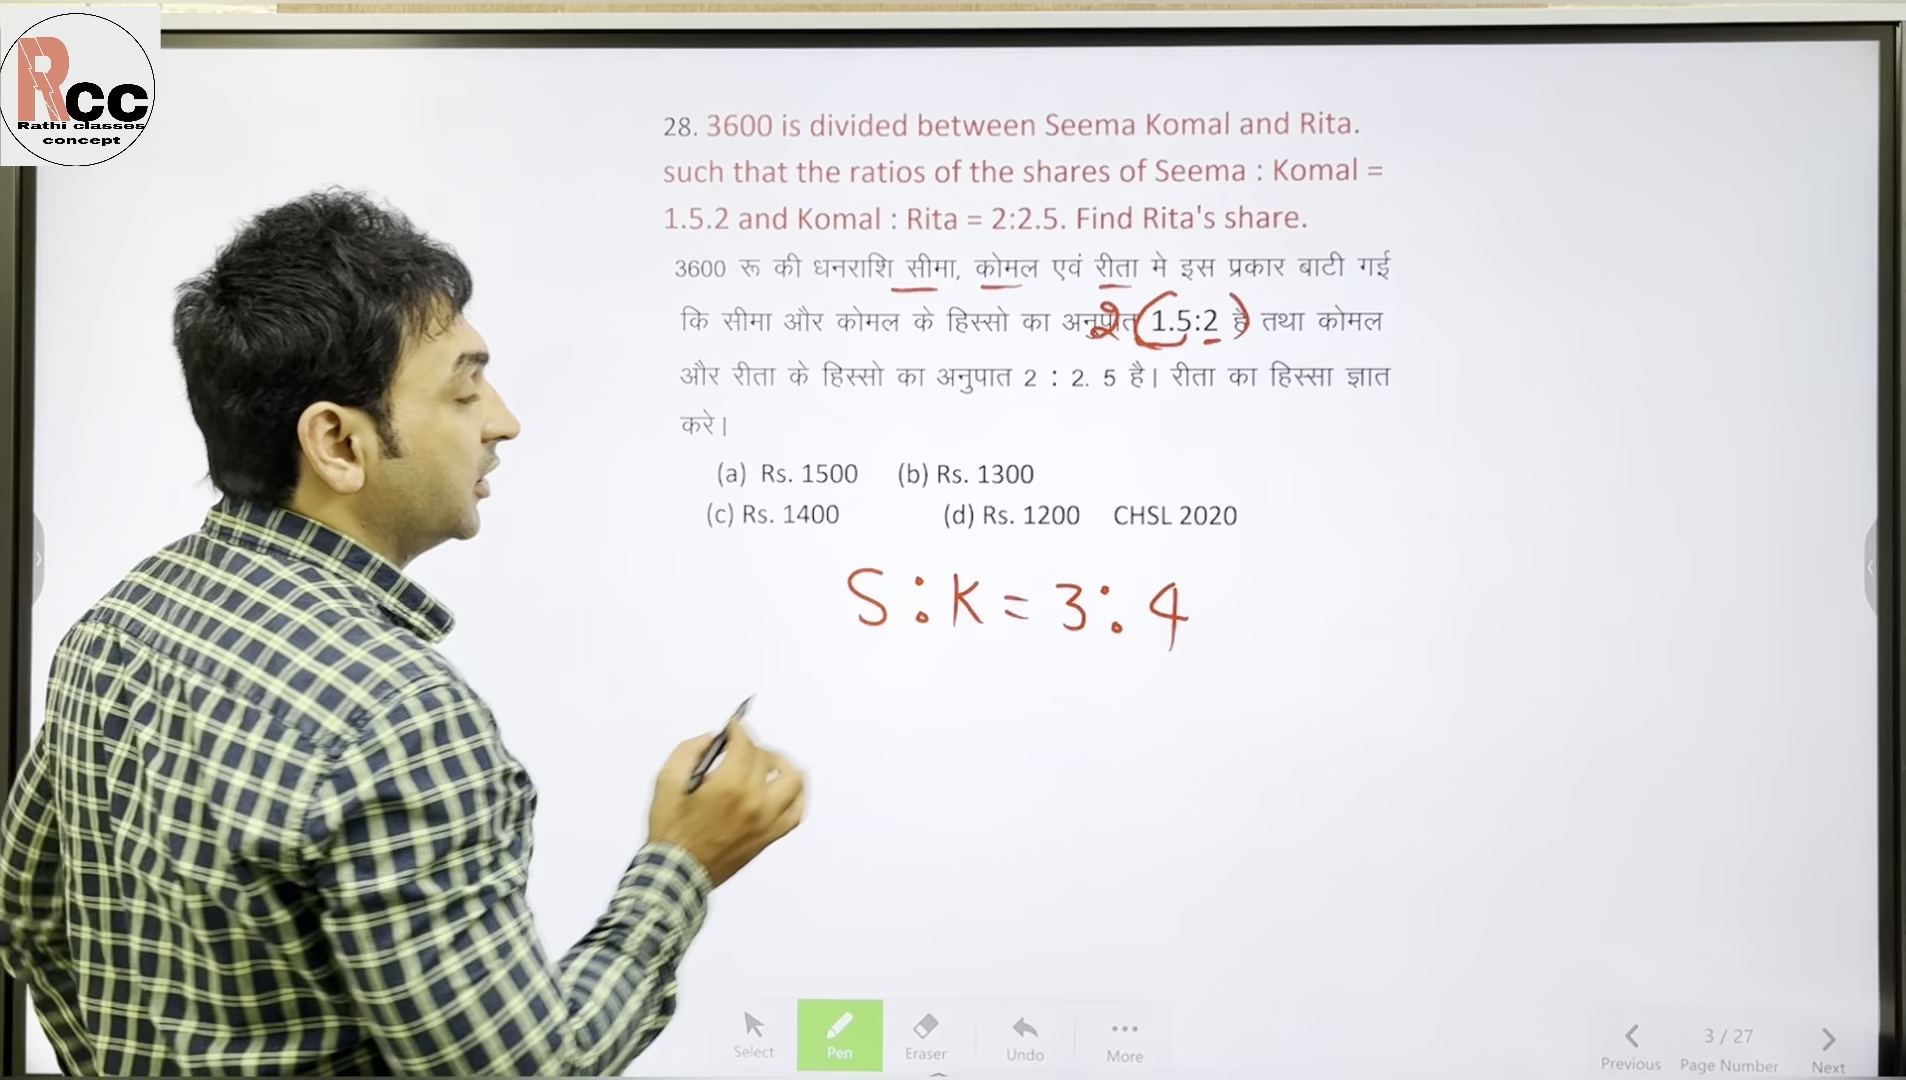 Rcc
Rathi classes
concept
28. 3600 is divided between Seema Komal and Rita.
such that the ratios of the shares of Seema : Komal =
1.5.2 and Komal : Rita = 2:2.5. Find Rita's share.
3600 रू की धनराशि सीमा, कोमल एवं रीता मे इस प्रकार बाटी गई
कि सीमा और कोमल के हिस्सो का अनुपात 2 (1.5:2 है) तथा कोमल
और रीता के हिस्सो का अनुपात 2 : 2. 5 है। रीता का हिस्सा ज्ञात
करे।
(a) Rs. 1500 (b) Rs. 1300
(c) Rs. 1400 (d) Rs. 1200 CHSL 2020
S : K = 3 : 4
Select Pen Eraser Undo More
3 / 27
Previous Page Number Next